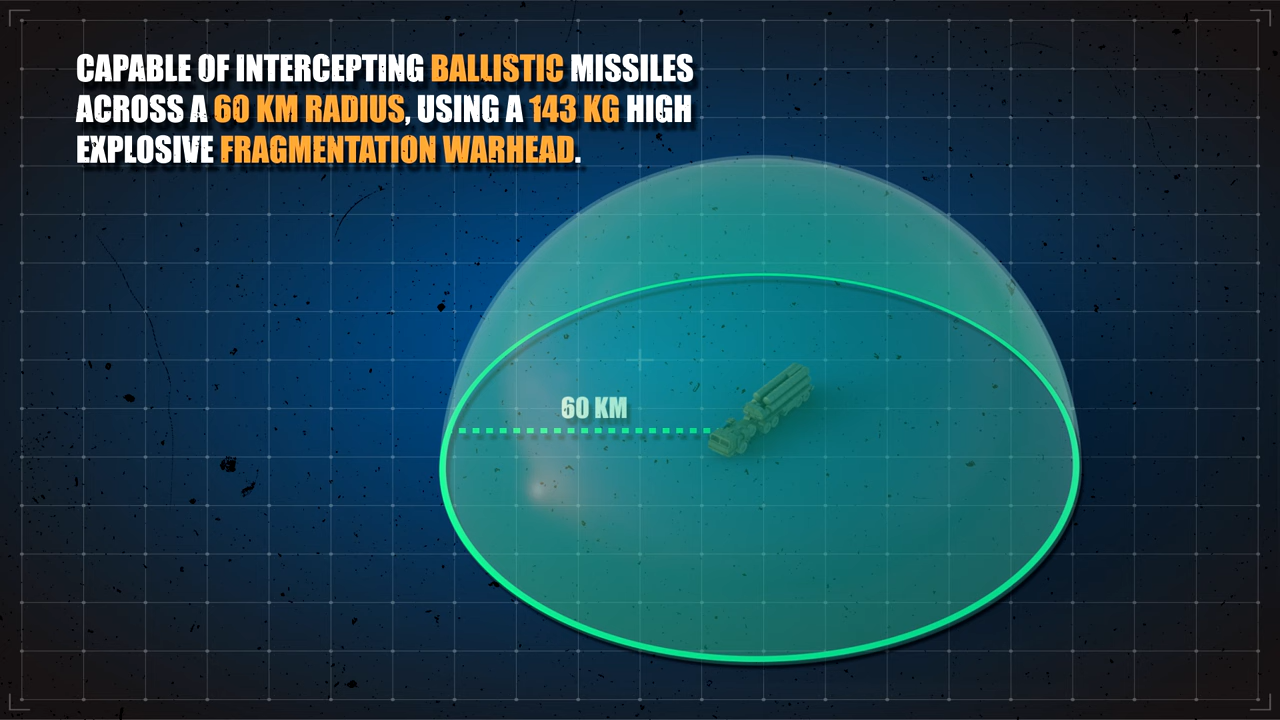 CAPABLE OF INTERCEPTING BALLISTIC MISSILES
ACROSS A 60 KM RADIUS, USING A 143 KG HIGH
EXPLOSIVE FRAGMENTATION WARHEAD.
60 KM